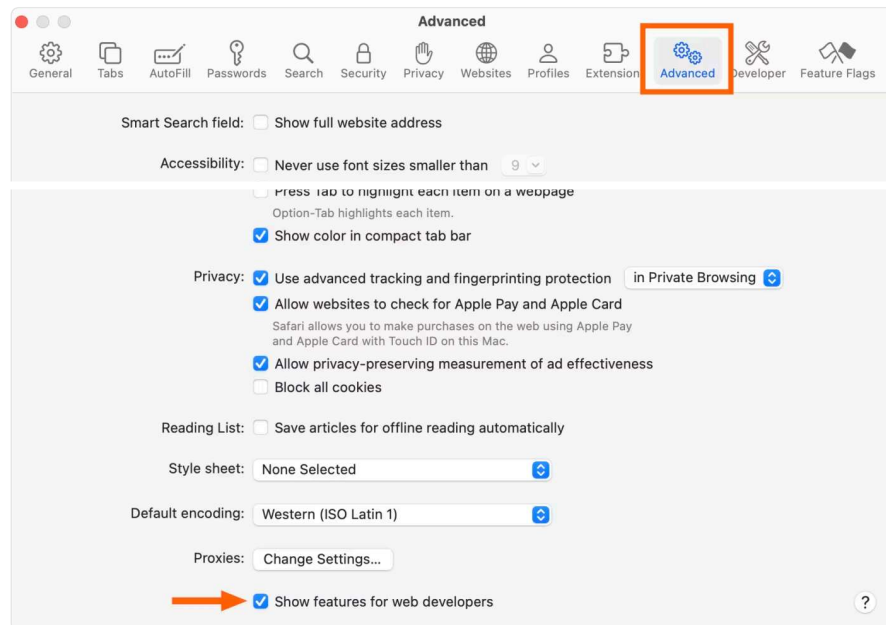 Advanced
General Tabs AutoFill Passwords Search Security Privacy Websites Profiles Extension Advanced Developer Feature Flags
Smart Search field: Show full website address
Accessibility: Never use font sizes smaller than 9
Press Tab to highlight each item on a webpage
Option-Tab highlights each item.
Show color in compact tab bar
Privacy: Use advanced tracking and fingerprinting protection in Private Browsing
Allow websites to check for Apple Pay and Apple Card
Safari allows you to make purchases on the web using Apple Pay
and Apple Card with Touch ID on this Mac.
Allow privacy-preserving measurement of ad effectiveness
Block all cookies
Reading List: Save articles for offline reading automatically
Style sheet: None Selected
Default encoding: Western (ISO Latin 1)
Proxies: Change Settings...
Show features for web developers
?